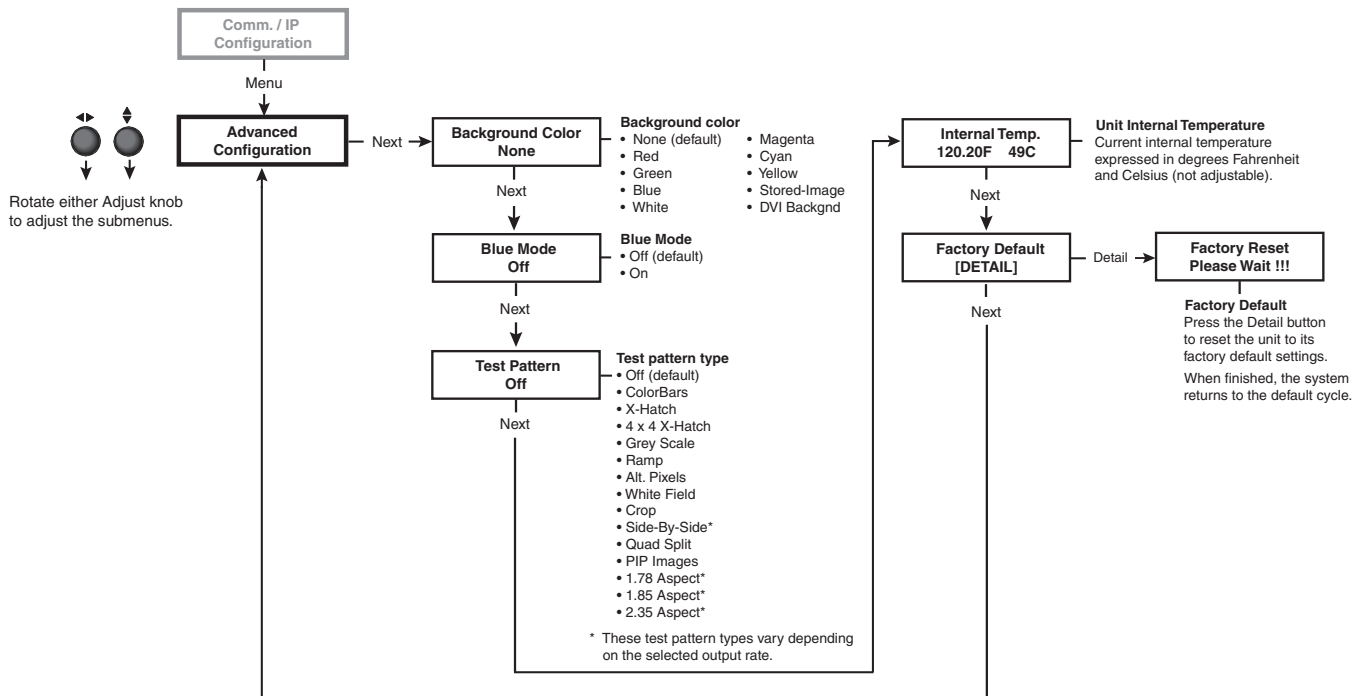 Comm. / IP
Configuration
Menu
Advanced
Configuration
Rotate either Adjust knob
to adjust the submenus.
Next
Background Color
None
Background color
• None (default)
• Red
• Green
• Blue
• White
• Magenta
• Cyan
• Yellow
• Stored-Image
• DVI Backgnd
Next
Blue Mode
Off
Blue Mode
• Off (default)
• On
Next
Test Pattern
Off
Test pattern type
• Off (default)
• ColorBars
• X-Hatch
• 4 x 4 X-Hatch
• Grey Scale
• Ramp
• Alt. Pixels
• White Field
• Crop
• Side-By-Side*
• Quad Split
• PIP Images
• 1.78 Aspect*
• 1.85 Aspect*
• 2.35 Aspect*
* These test pattern types vary depending
on the selected output rate.
Next
Internal Temp.
120.20F 49C
Unit Internal Temperature
Current internal temperature
expressed in degrees Fahrenheit
and Celsius (not adjustable).
Next
Factory Default
[DETAIL]
Detail
Factory Reset
Please Wait !!!
Next
Factory Default
Press the Detail button
to reset the unit to its
factory default settings.
When finished, the system
returns to the default cycle.